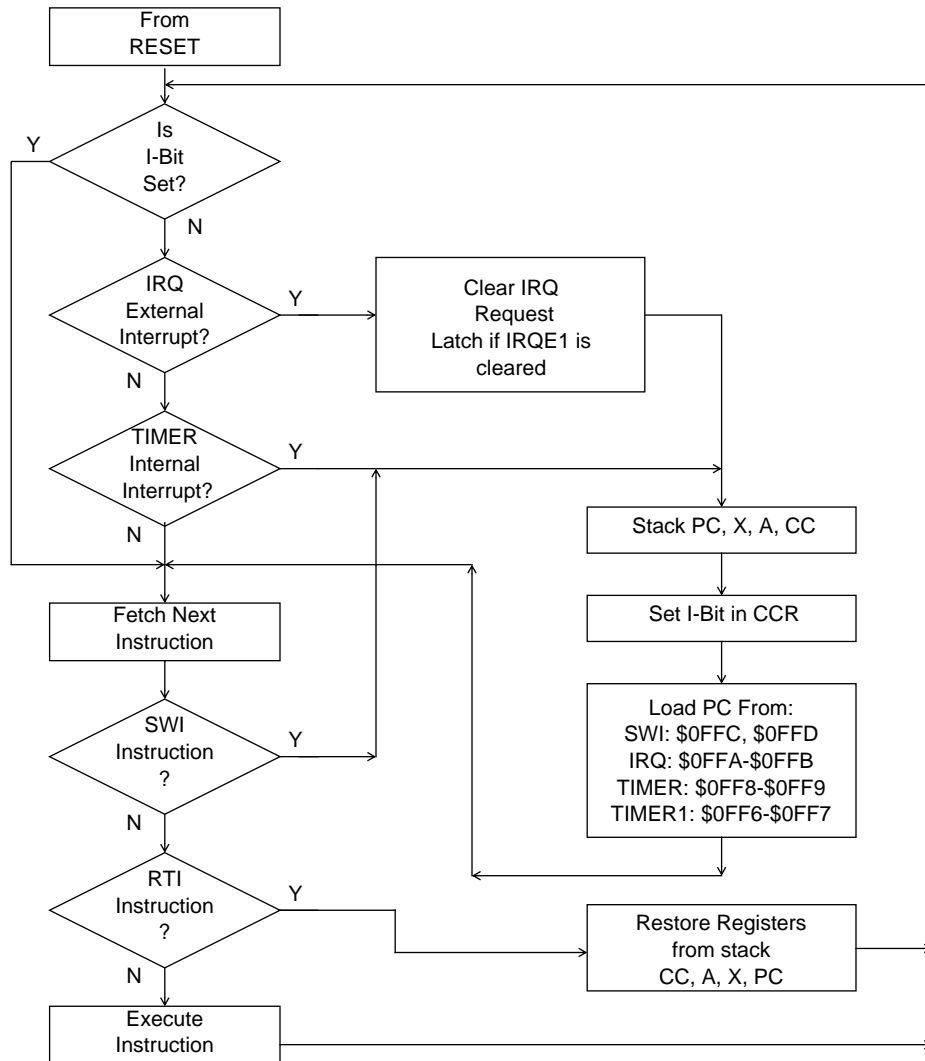 From
RESET
Y
Is
I-Bit
Set?
N
IRQ
External
Interrupt?
Y
N
Clear IRQ
Request
Latch if IRQE1 is
cleared
TIMER
Internal
Interrupt?
Y
N
Stack PC, X, A, CC
Fetch Next
Instruction
Set I-Bit in CCR
SWI
Instruction
?
Y
N
Load PC From:
SWI: $0FFC, $0FFD
IRQ: $0FFA-$0FFB
TIMER: $0FF8-$0FF9
TIMER1: $0FF6-$0FF7
RTI
Instruction
?
Y
N
Restore Registers
from stack
CC, A, X, PC
Execute
Instruction